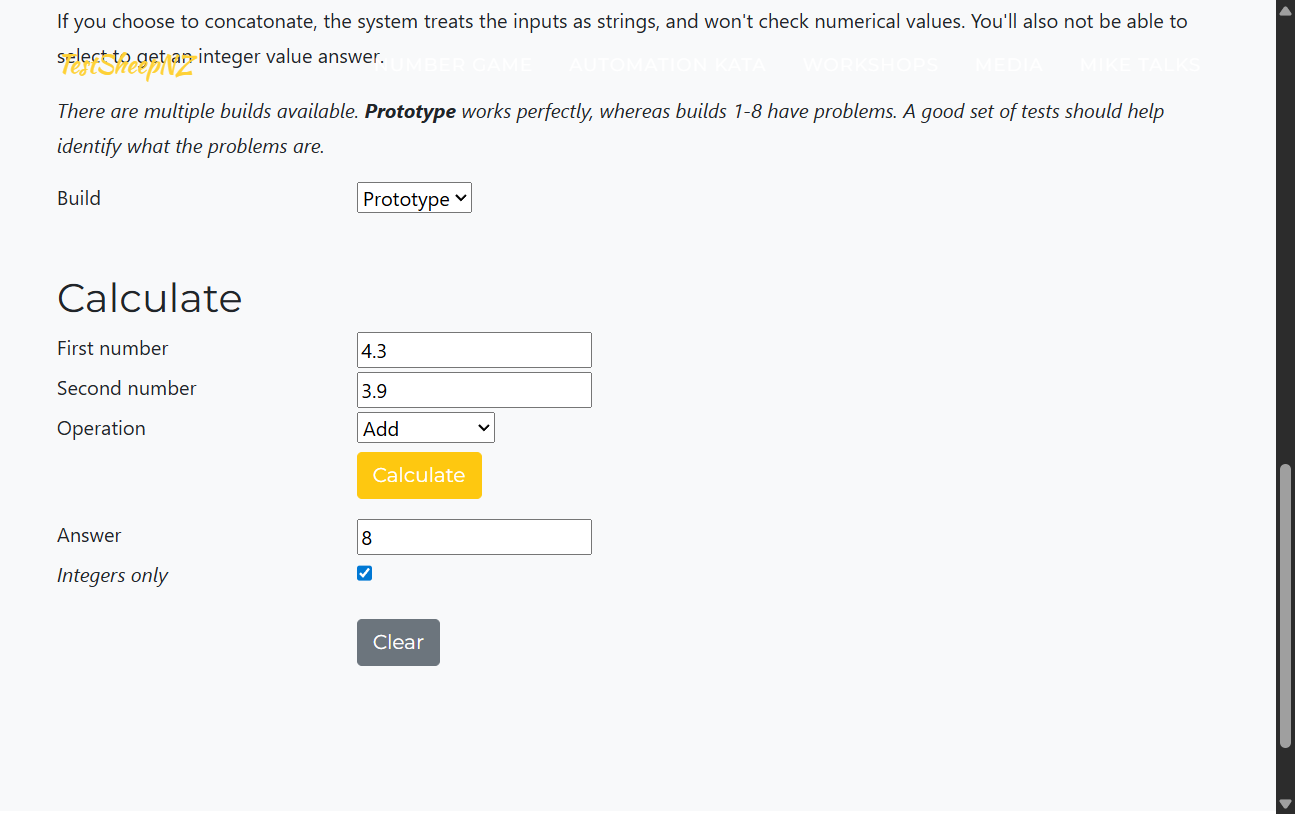 If you choose to concatonate, the system treats the inputs as strings, and won't check numerical values. You'll also not be able to
select to get an integer value answer.
TestSheepNZ NUMBER GAME AUTOMATION KATA WORKSHOPS MEDIA MIKE TALKS
There are multiple builds available. Prototype works perfectly, whereas builds 1-8 have problems. A good set of tests should help
identify what the problems are.
Build Prototype
Calculate
First number 4.3
Second number 3.9
Operation Add
Calculate
Answer 8
Integers only
Clear